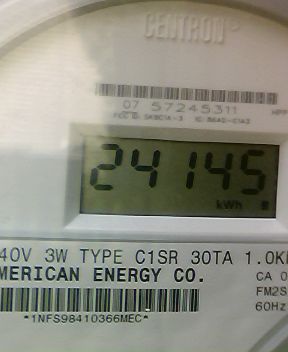 CENTRON
07 57245311
24145
kWh
40V 3W TYPE C1SR 30TA 1.0K
MERICAN ENERGY CO.
CA 0
FM2S
60Hz
*1NFS98410366MEC*